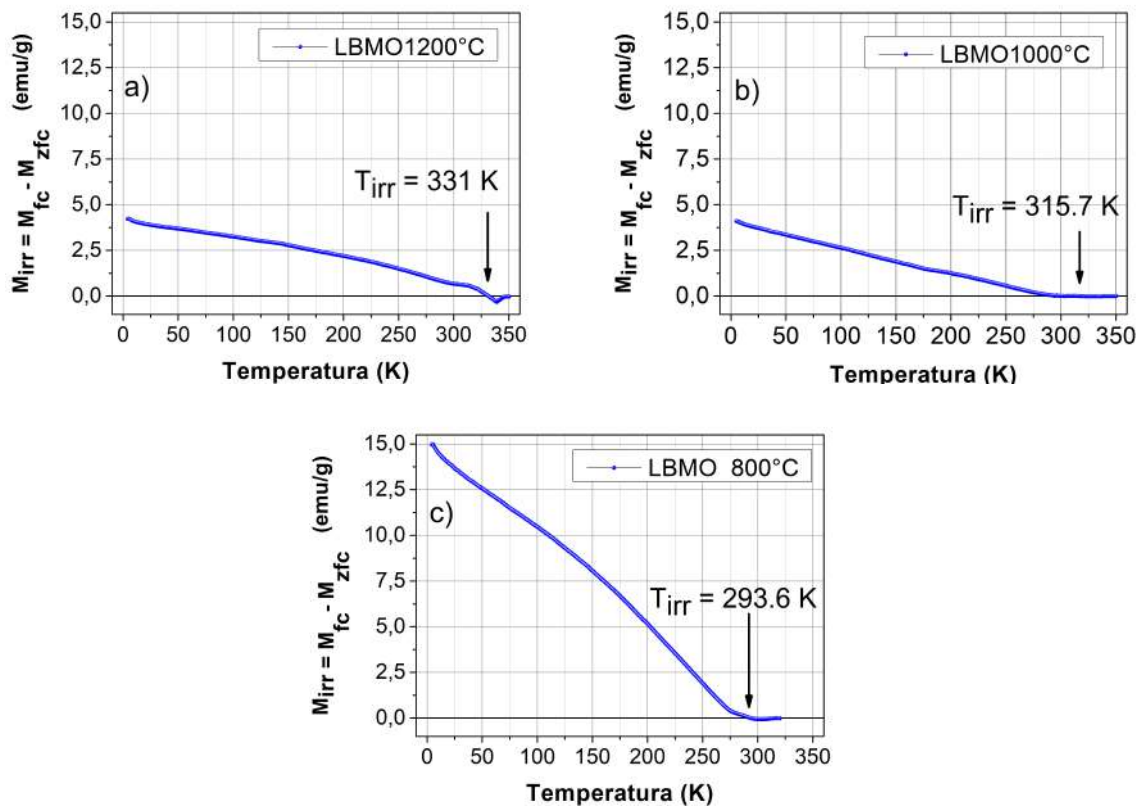 15,0
12,5
10,0
7,5
5,0
2,5
0,0
M_irr = M_fc - M_zfc (emu/g)
LBMO1200°C
a)
T_irr = 331 K
0 50 100 150 200 250 300 350
Temperatura (K)
15,0
12,5
10,0
7,5
5,0
2,5
0,0
M_irr = M_fc - M_zfc (emu/g)
LBMO1000°C
b)
T_irr = 315.7 K
0 50 100 150 200 250 300 350
Temperatura (K)
15,0
12,5
10,0
7,5
5,0
2,5
0,0
M_irr = M_fc - M_zfc (emu/g)
LBMO 800°C
c)
T_irr = 293.6 K
0 50 100 150 200 250 300 350
Temperatura (K)